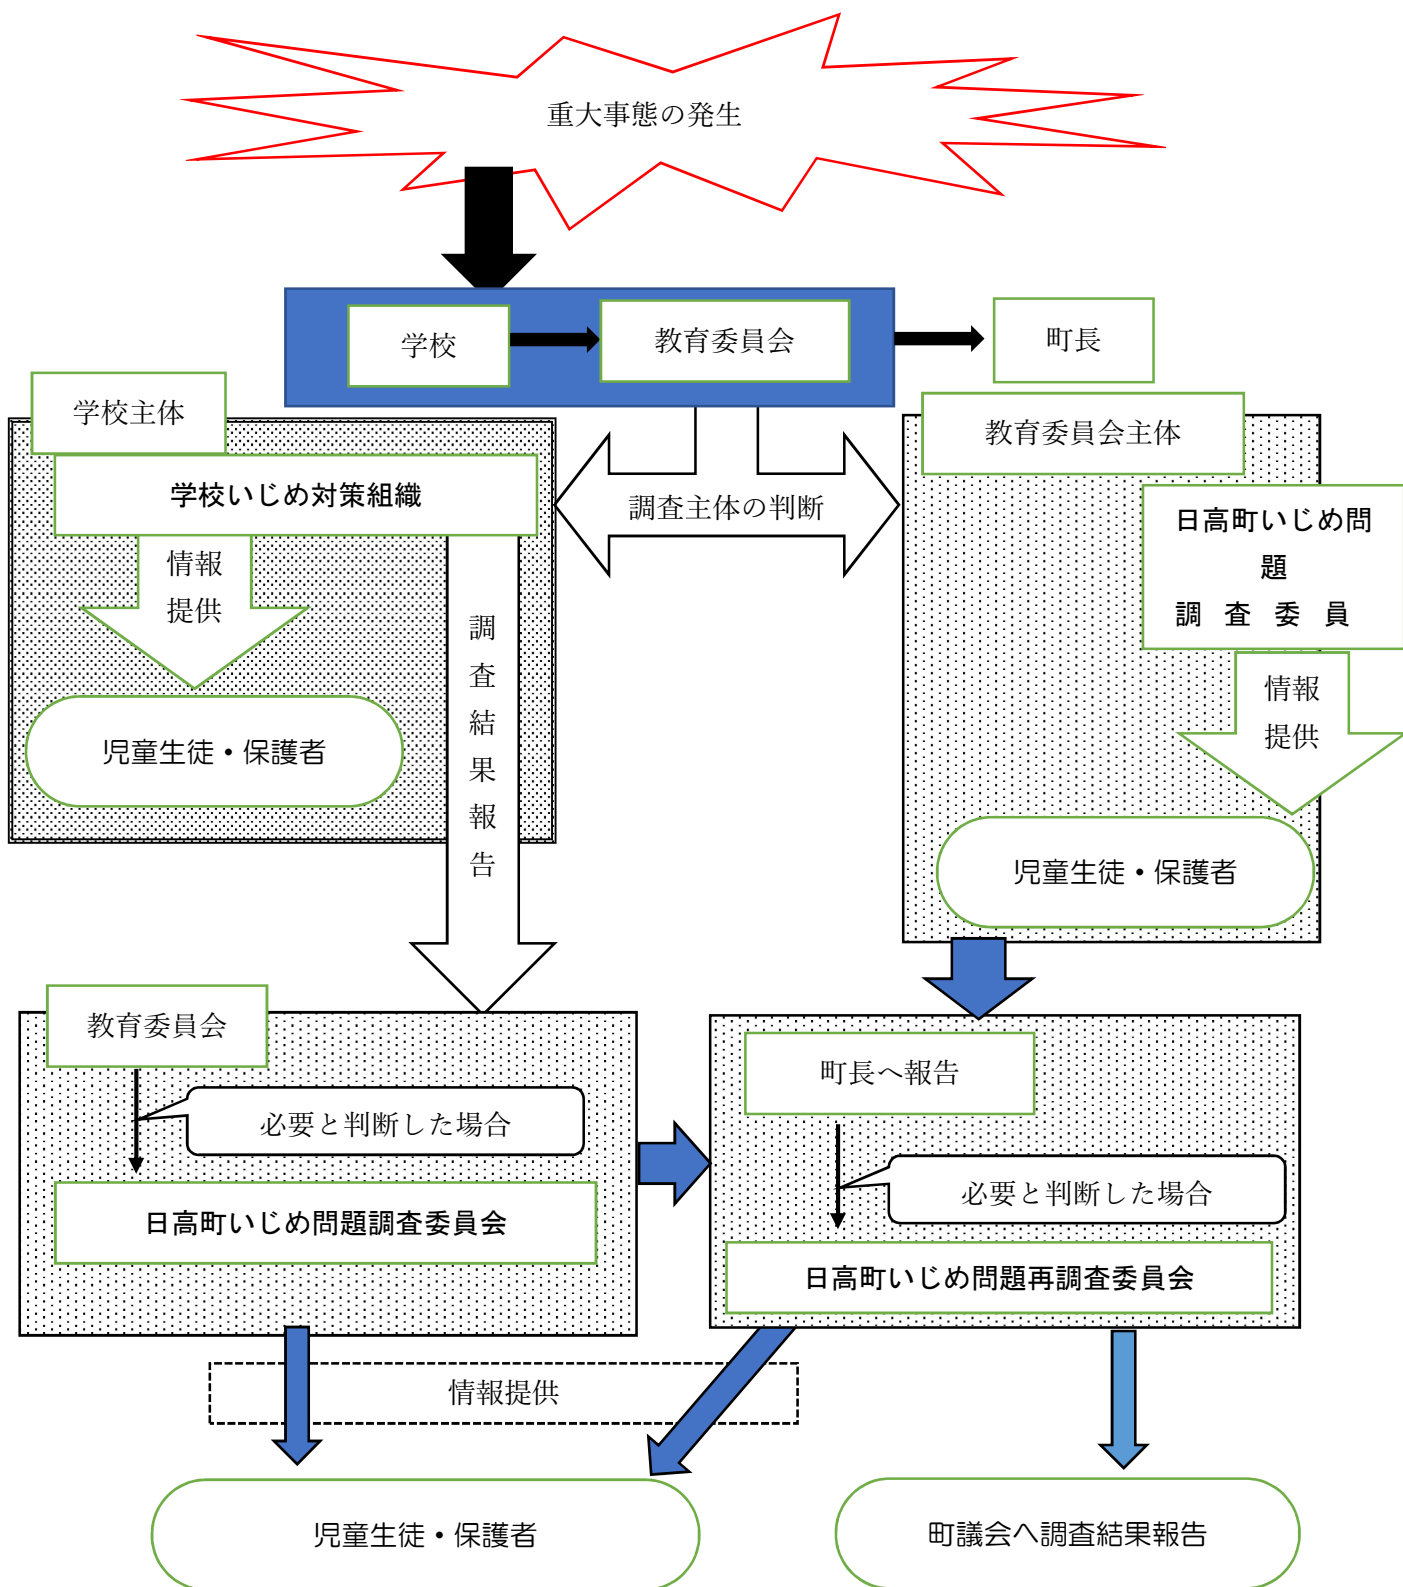 重大事態の発生
学校
教育委員会
町長
学校主体
教育委員会主体
学校いじめ対策組織
調査主体の判断
日高町いじめ問
題
調査委員
情報
提供
調査結果報告
児童生徒・保護者
情報
提供
児童生徒・保護者
教育委員会
必要と判断した場合
日高町いじめ問題調査委員会
町長へ報告
必要と判断した場合
日高町いじめ問題再調査委員会
情報提供
児童生徒・保護者
町議会へ調査結果報告